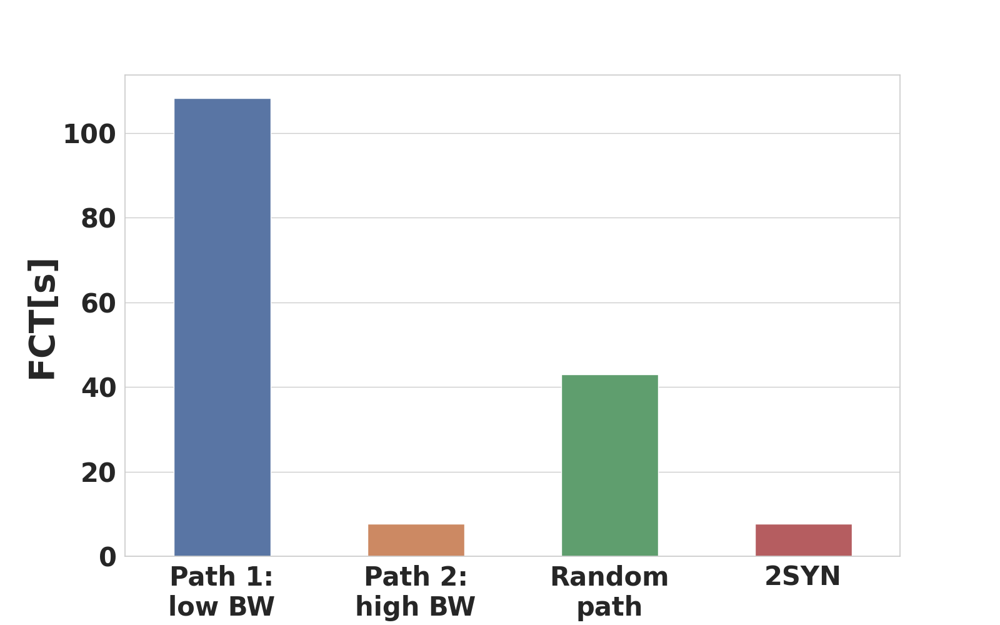 FCT[s]
100
80
60
40
20
0
Path 1:
low BW
Path 2:
high BW
Random
path
2SYN